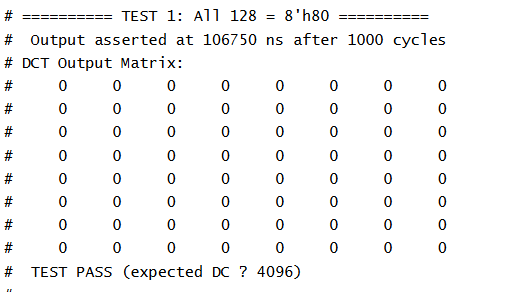 # ========== TEST 1: All 128 = 8'h80 ==========
#  Output asserted at 106750 ns after 1000 cycles
# DCT Output Matrix:
#     0     0     0     0     0     0     0     0
#     0     0     0     0     0     0     0     0
#     0     0     0     0     0     0     0     0
#     0     0     0     0     0     0     0     0
#     0     0     0     0     0     0     0     0
#     0     0     0     0     0     0     0     0
#     0     0     0     0     0     0     0     0
#     0     0     0     0     0     0     0     0
#  TEST PASS (expected DC ? 4096)